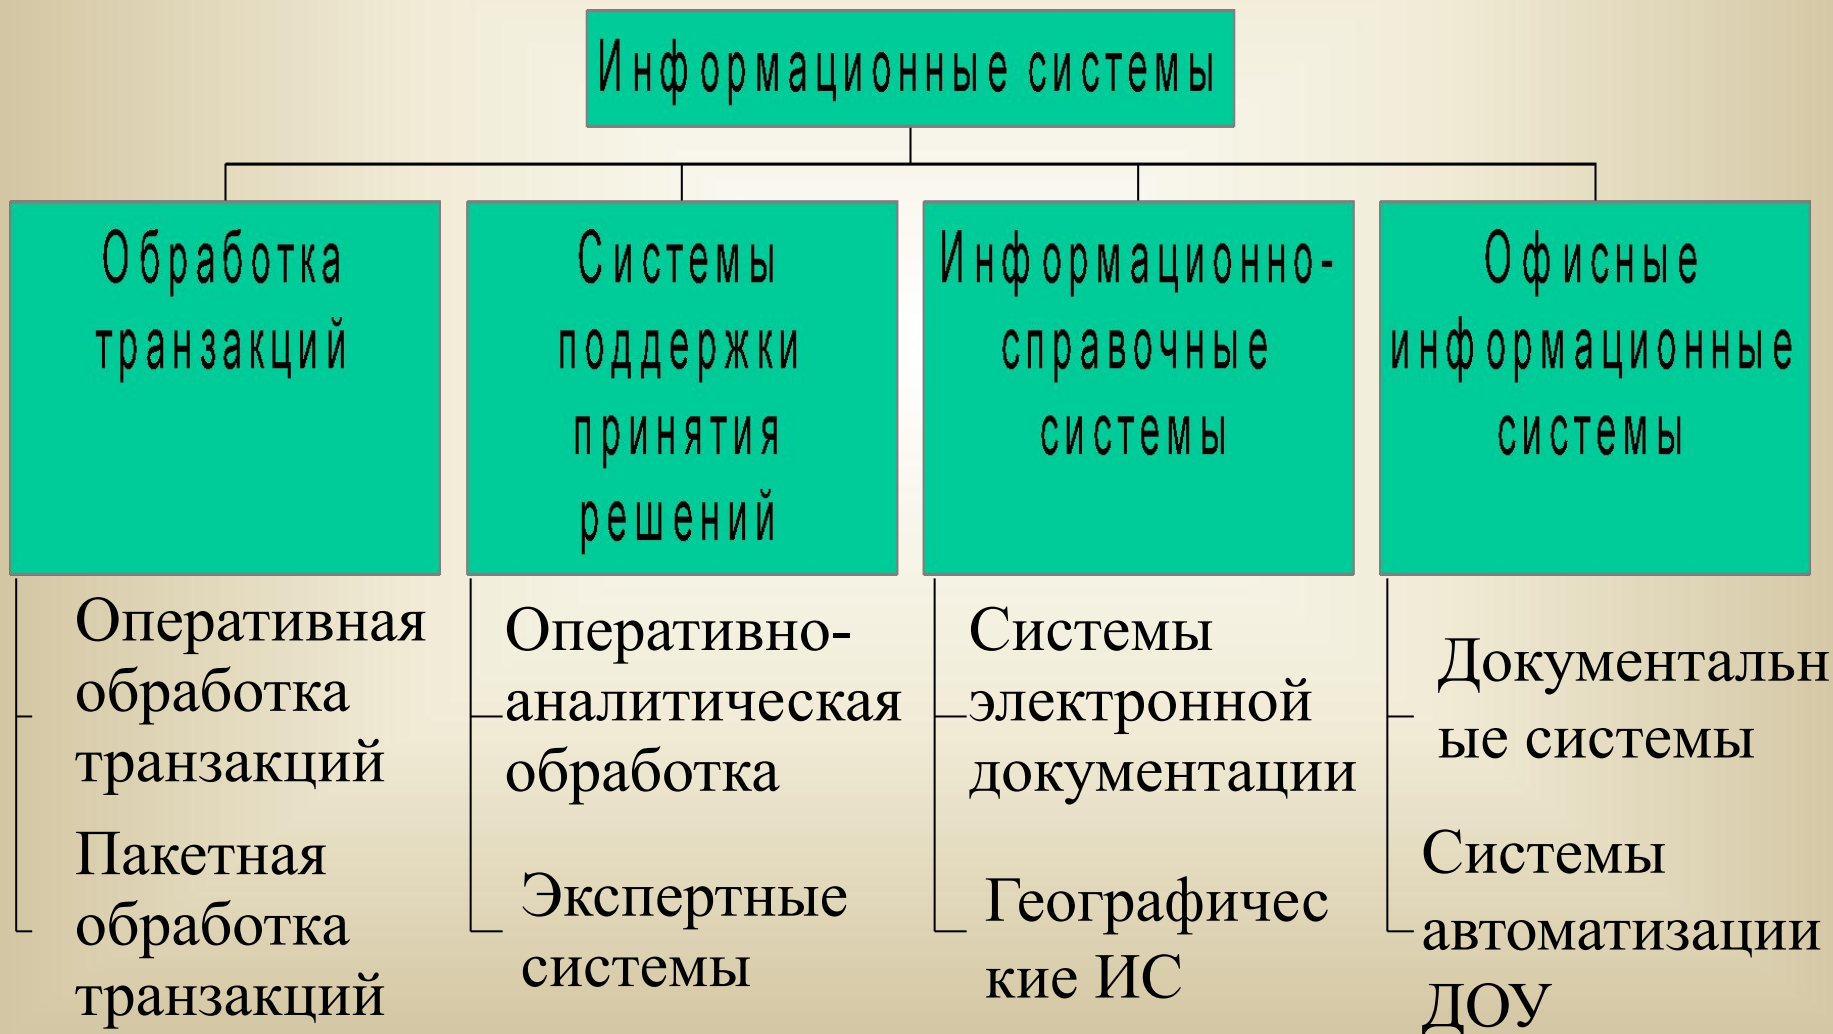 Информационные системы
Обработка
транзакций
Системы
поддержки
принятия
решений
Информационно-
справочные
системы
Офисные
информационные
системы
Оперативная
обработка
транзакций
Пакетная
обработка
транзакций
Оперативно-
аналитическая
обработка
Экспертные
системы
Системы
электронной
документации
Географичес
кие ИС
Документальн
ые системы
Системы
автоматизации
ДОУ